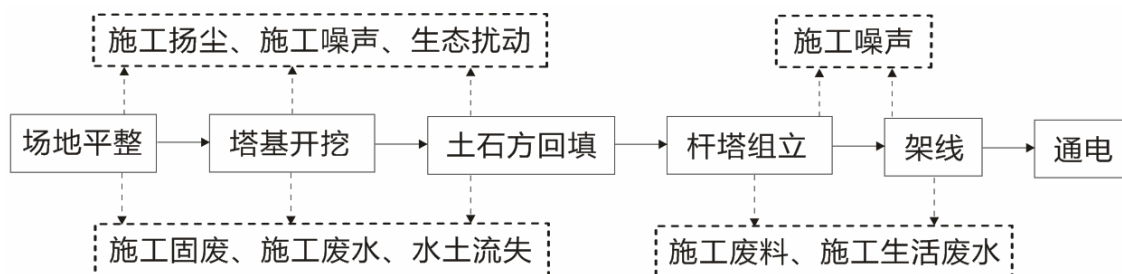 施工扬尘、施工噪声、生态扰动
施工噪声
场地平整
塔基开挖
土石方回填
杆塔组立
架线
通电
施工固废、施工废水、水土流失
施工废料、施工生活废水